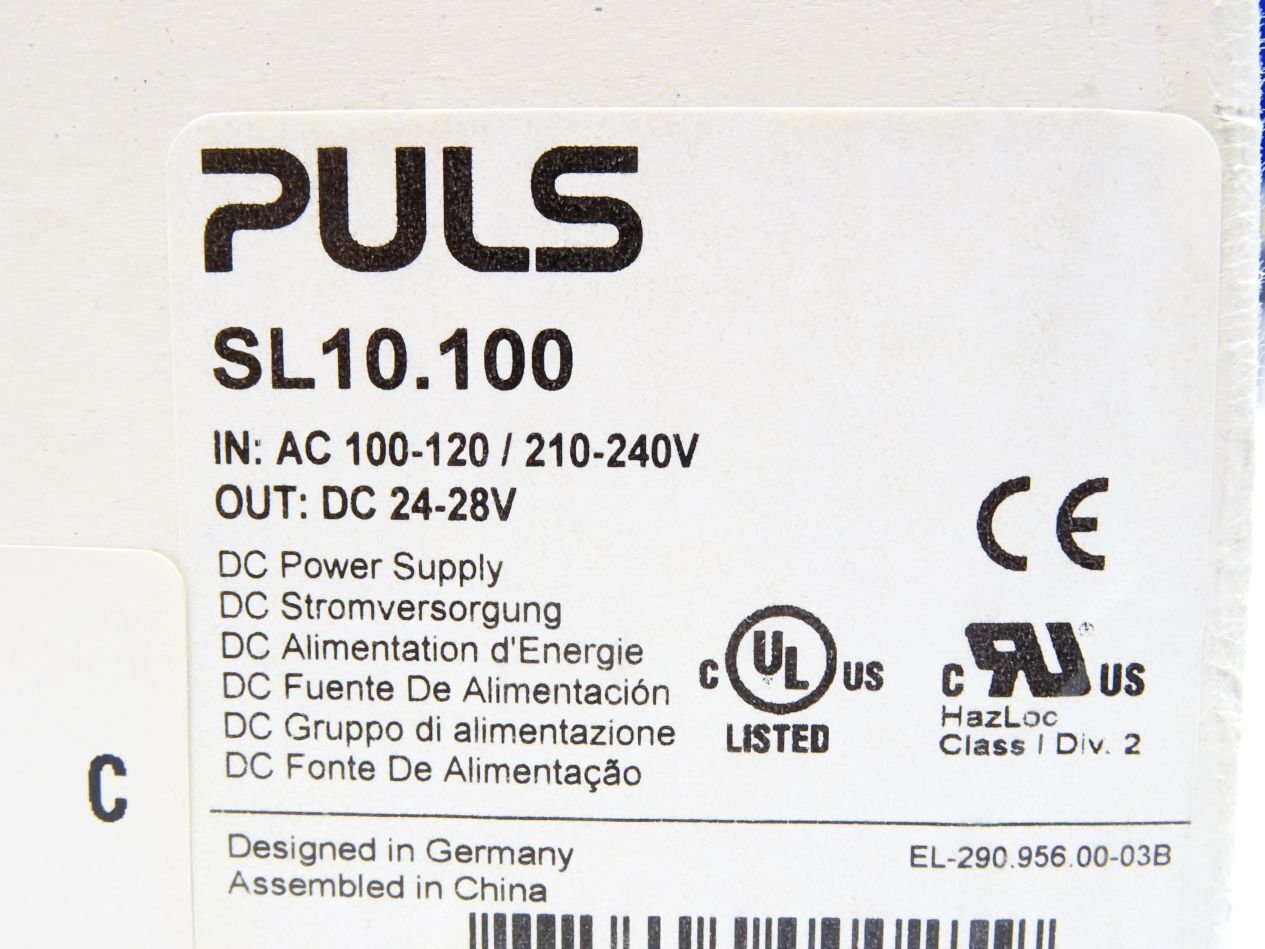 PULS
SL10.100
IN: AC 100-120 / 210-240V
OUT: DC 24-28V
CE
DC Power Supply
DC Stromversorgung
DC Alimentation d'Energie
DC Fuente De Alimentación
DC Gruppo di alimentazione
DC Fonte De Alimentação
C UL US
LISTED
C RU ® US
HazLoc
Class I Div. 2
C
Designed in Germany
Assembled in China
EL-290.956.00-03B